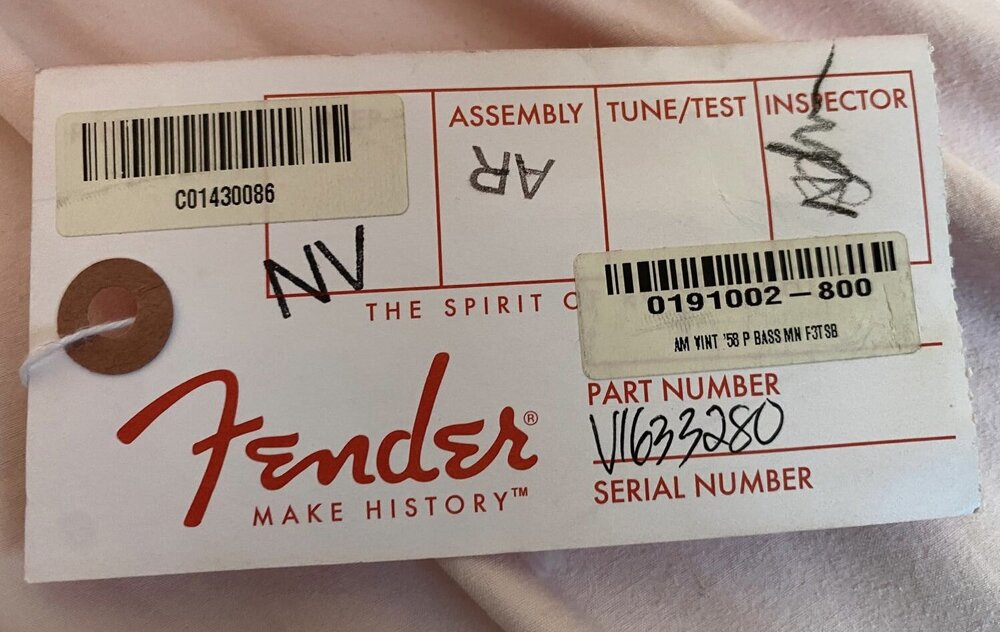 C01430086
NV
ASSEMBLY
AR
TUNE/TEST
INSPECTOR
THE SPIRIT O
0191002-800
AM VINT '58 P BASS MN F3TSB
PART NUMBER
V1633280
SERIAL NUMBER
Fender®
MAKE HISTORY™